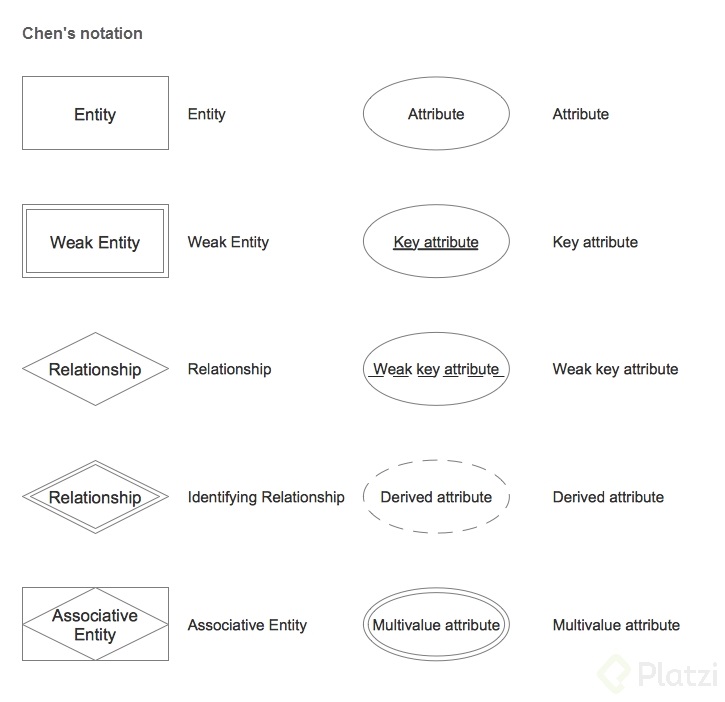 Chen's notation
Entity
Entity
Attribute
Attribute
Weak Entity
Weak Entity
Key attribute
Key attribute
Relationship
Relationship
Weak key attribute
Weak key attribute
Relationship
Identifying Relationship
Derived attribute
Derived attribute
Associative
Entity
Associative Entity
Multivalue attribute
Multivalue attribute
Platzi